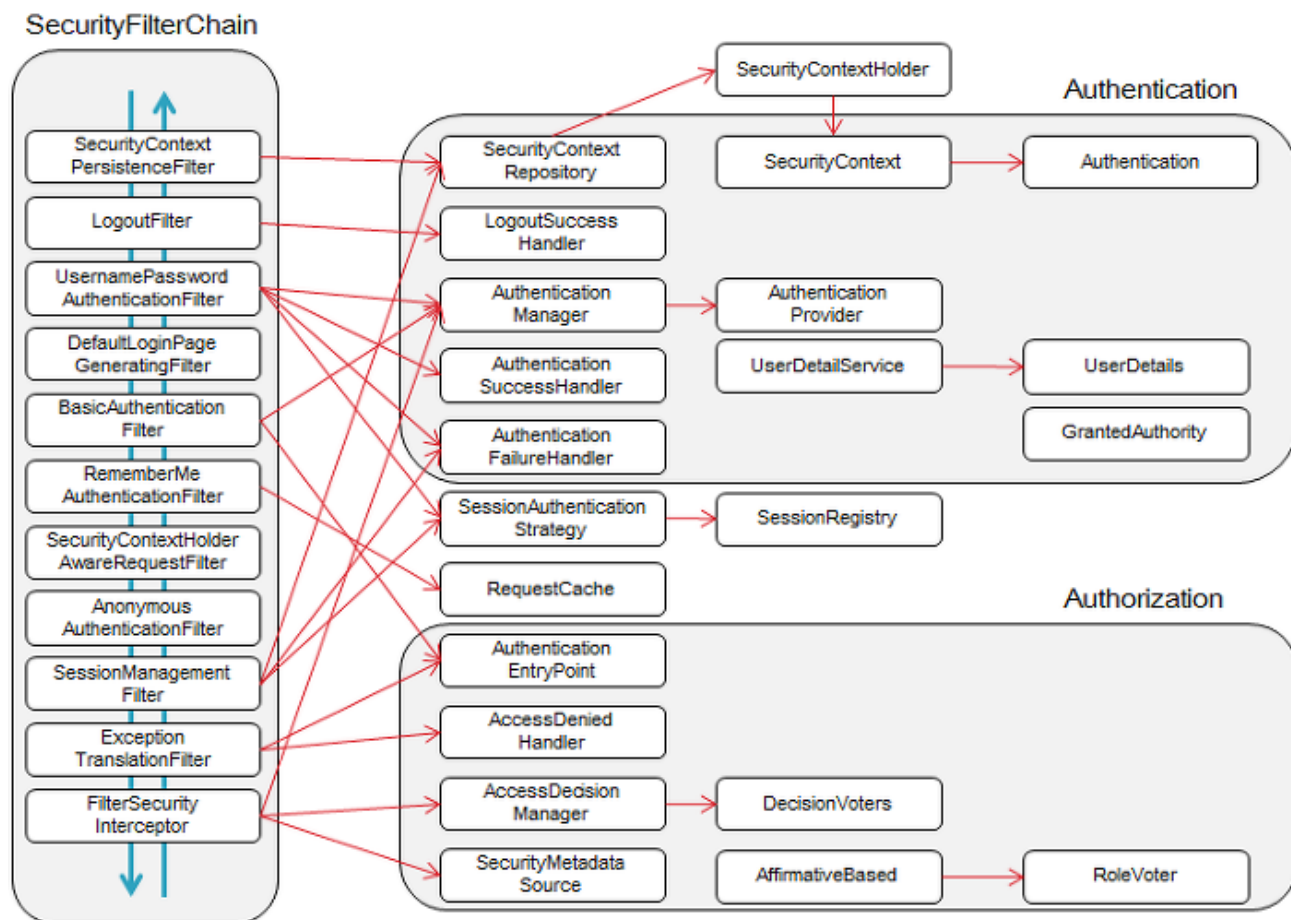 SecurityFilterChain
SecurityContext
PersistenceFilter
LogoutFilter
UsernamePassword
AuthenticationFilter
DefaultLoginPage
GeneratingFilter
BasicAuthentication
Filter
RememberMe
AuthenticationFilter
SecurityContextHolder
AwareRequestFilter
Anonymous
AuthenticationFilter
SessionManagement
Filter
Exception
TranslationFilter
FilterSecurity
Interceptor
SecurityContextHolder
Authentication
SecurityContext
Repository
SecurityContext
Authentication
LogoutSuccess
Handler
Authentication
Manager
Authentication
Provider
Authentication
SuccessHandler
UserDetailService
UserDetails
Authentication
FailureHandler
GrantedAuthority
SessionAuthentication
Strategy
SessionRegistry
RequestCache
Authorization
Authentication
EntryPoint
AccessDenied
Handler
AccessDecision
Manager
DecisionVoters
SecurityMetadada
Source
AffirmativeBased
RoleVoter